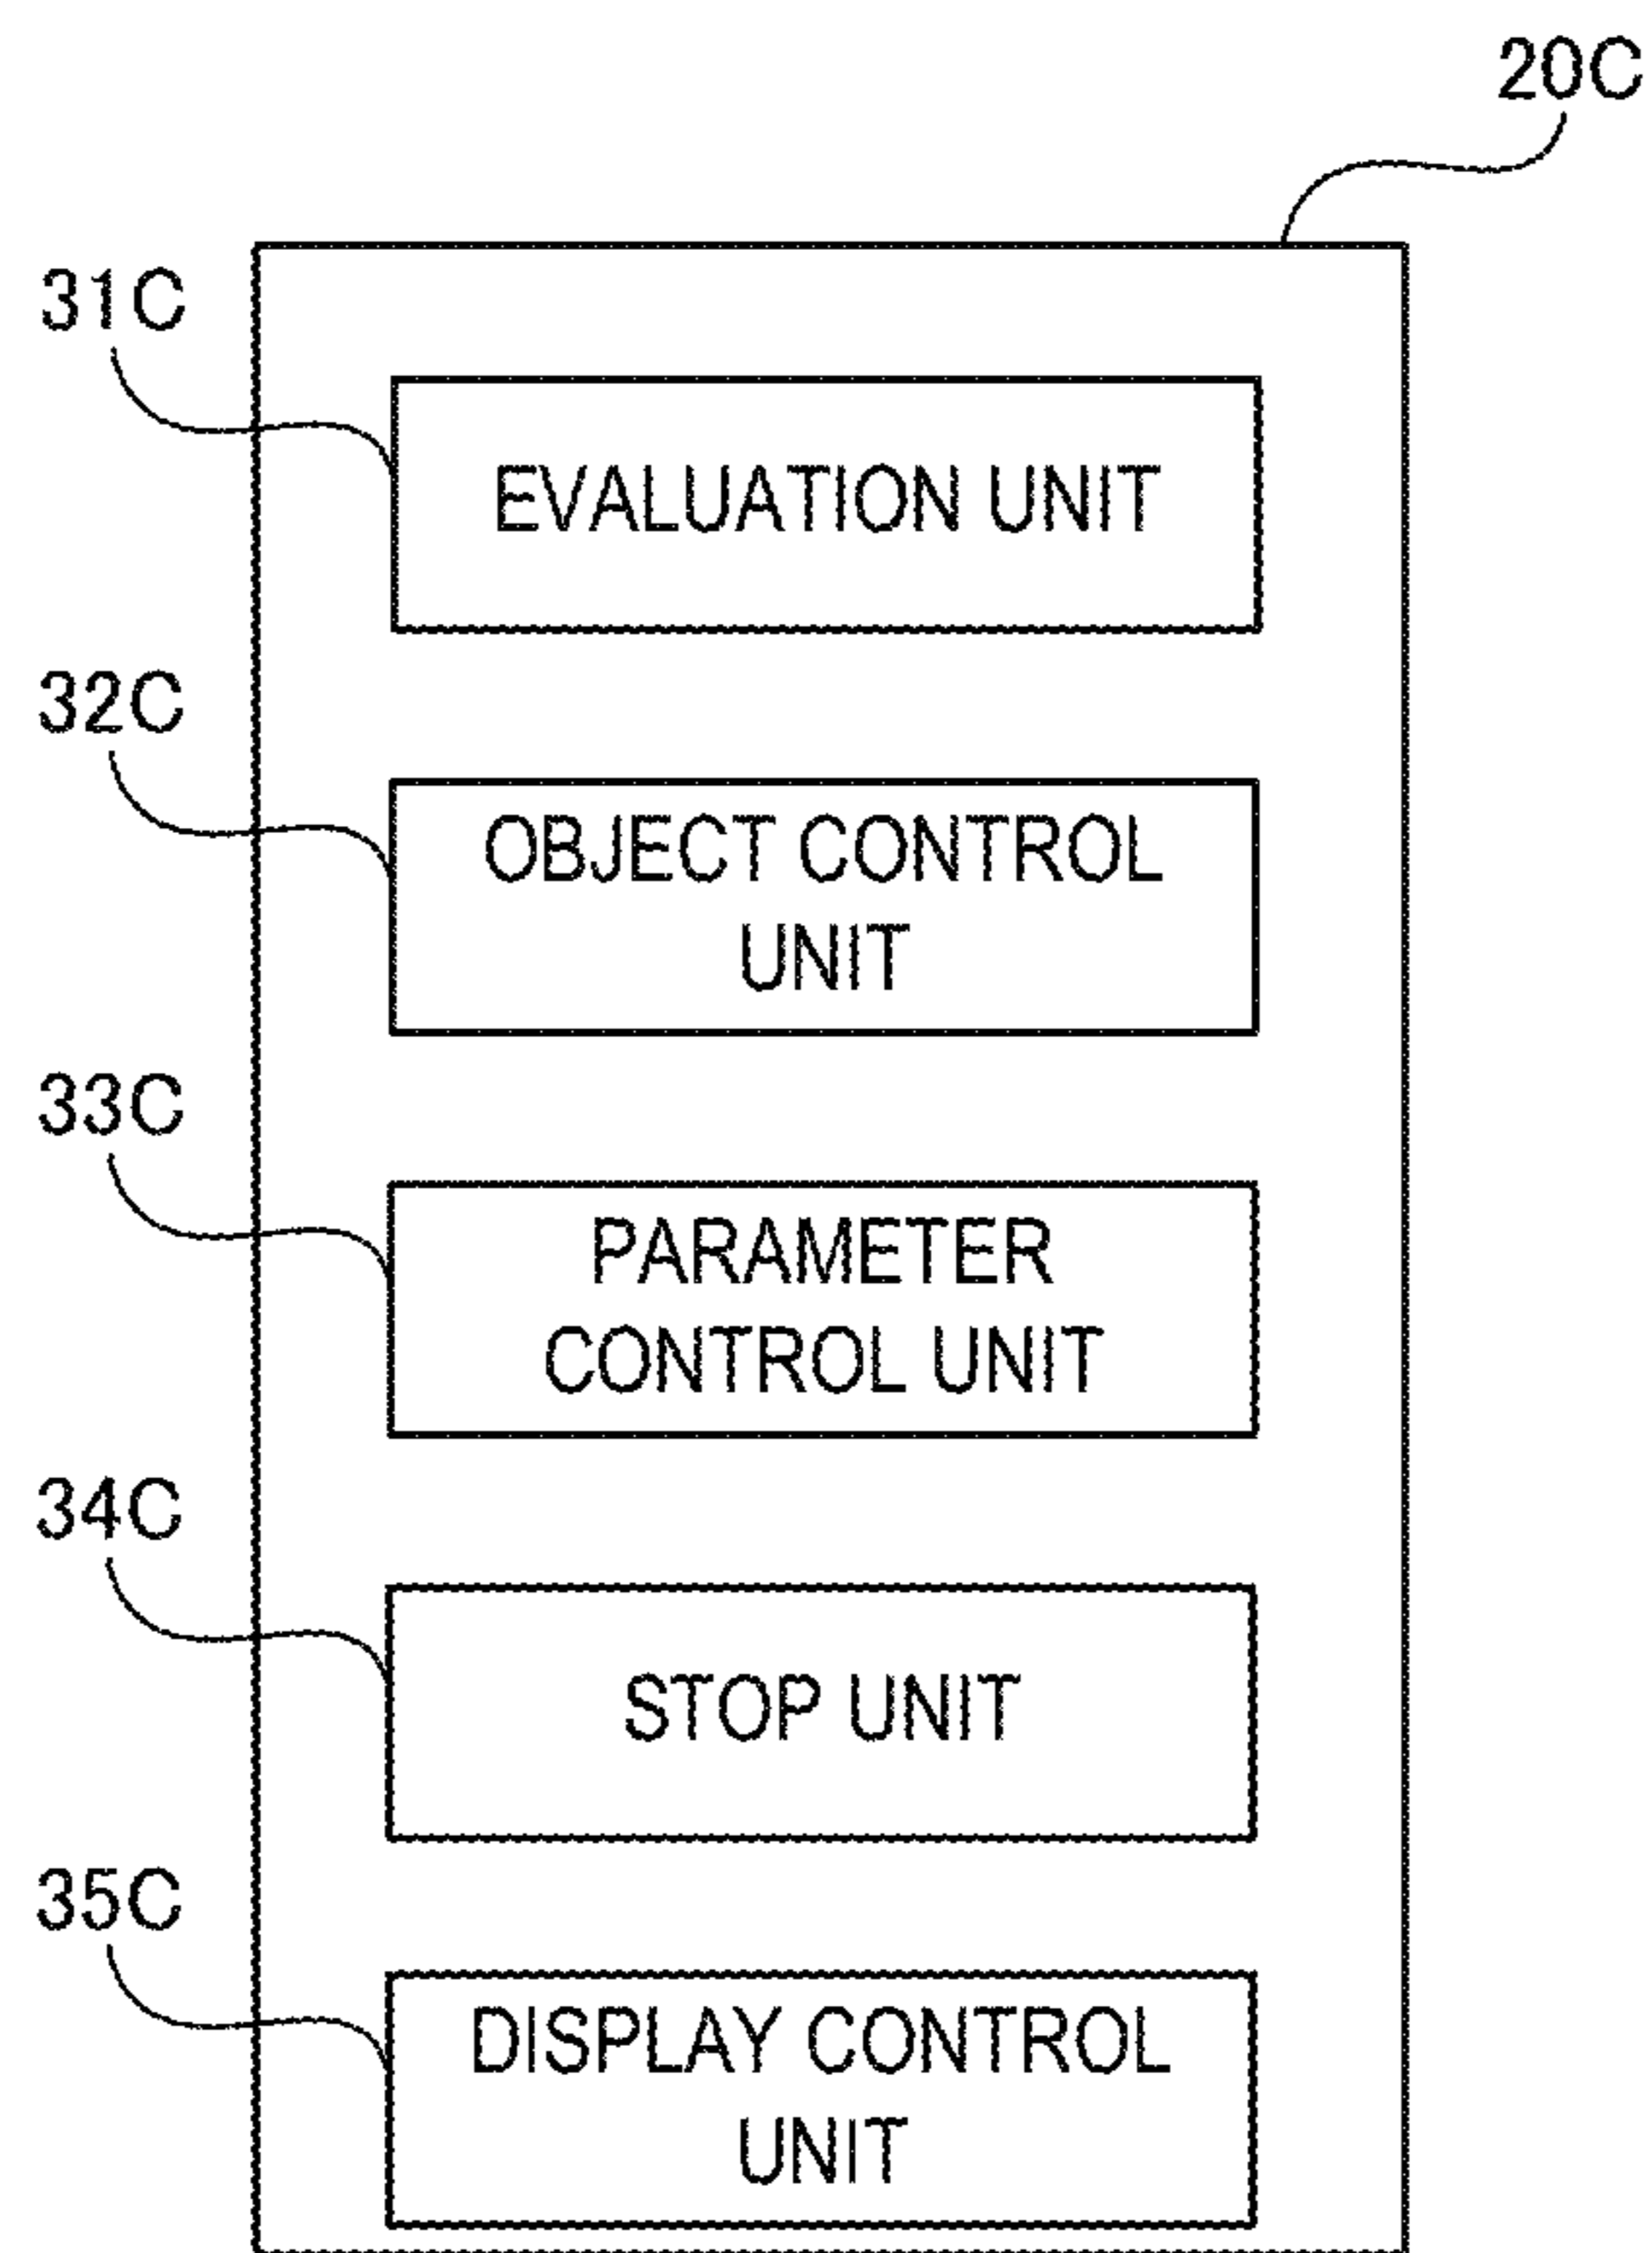 20C
31C
EVALUATION UNIT
32C
OBJECT CONTROL
UNIT
33C
PARAMETER
CONTROL UNIT
34C
STOP UNIT
35C
DISPLAY CONTROL
UNIT